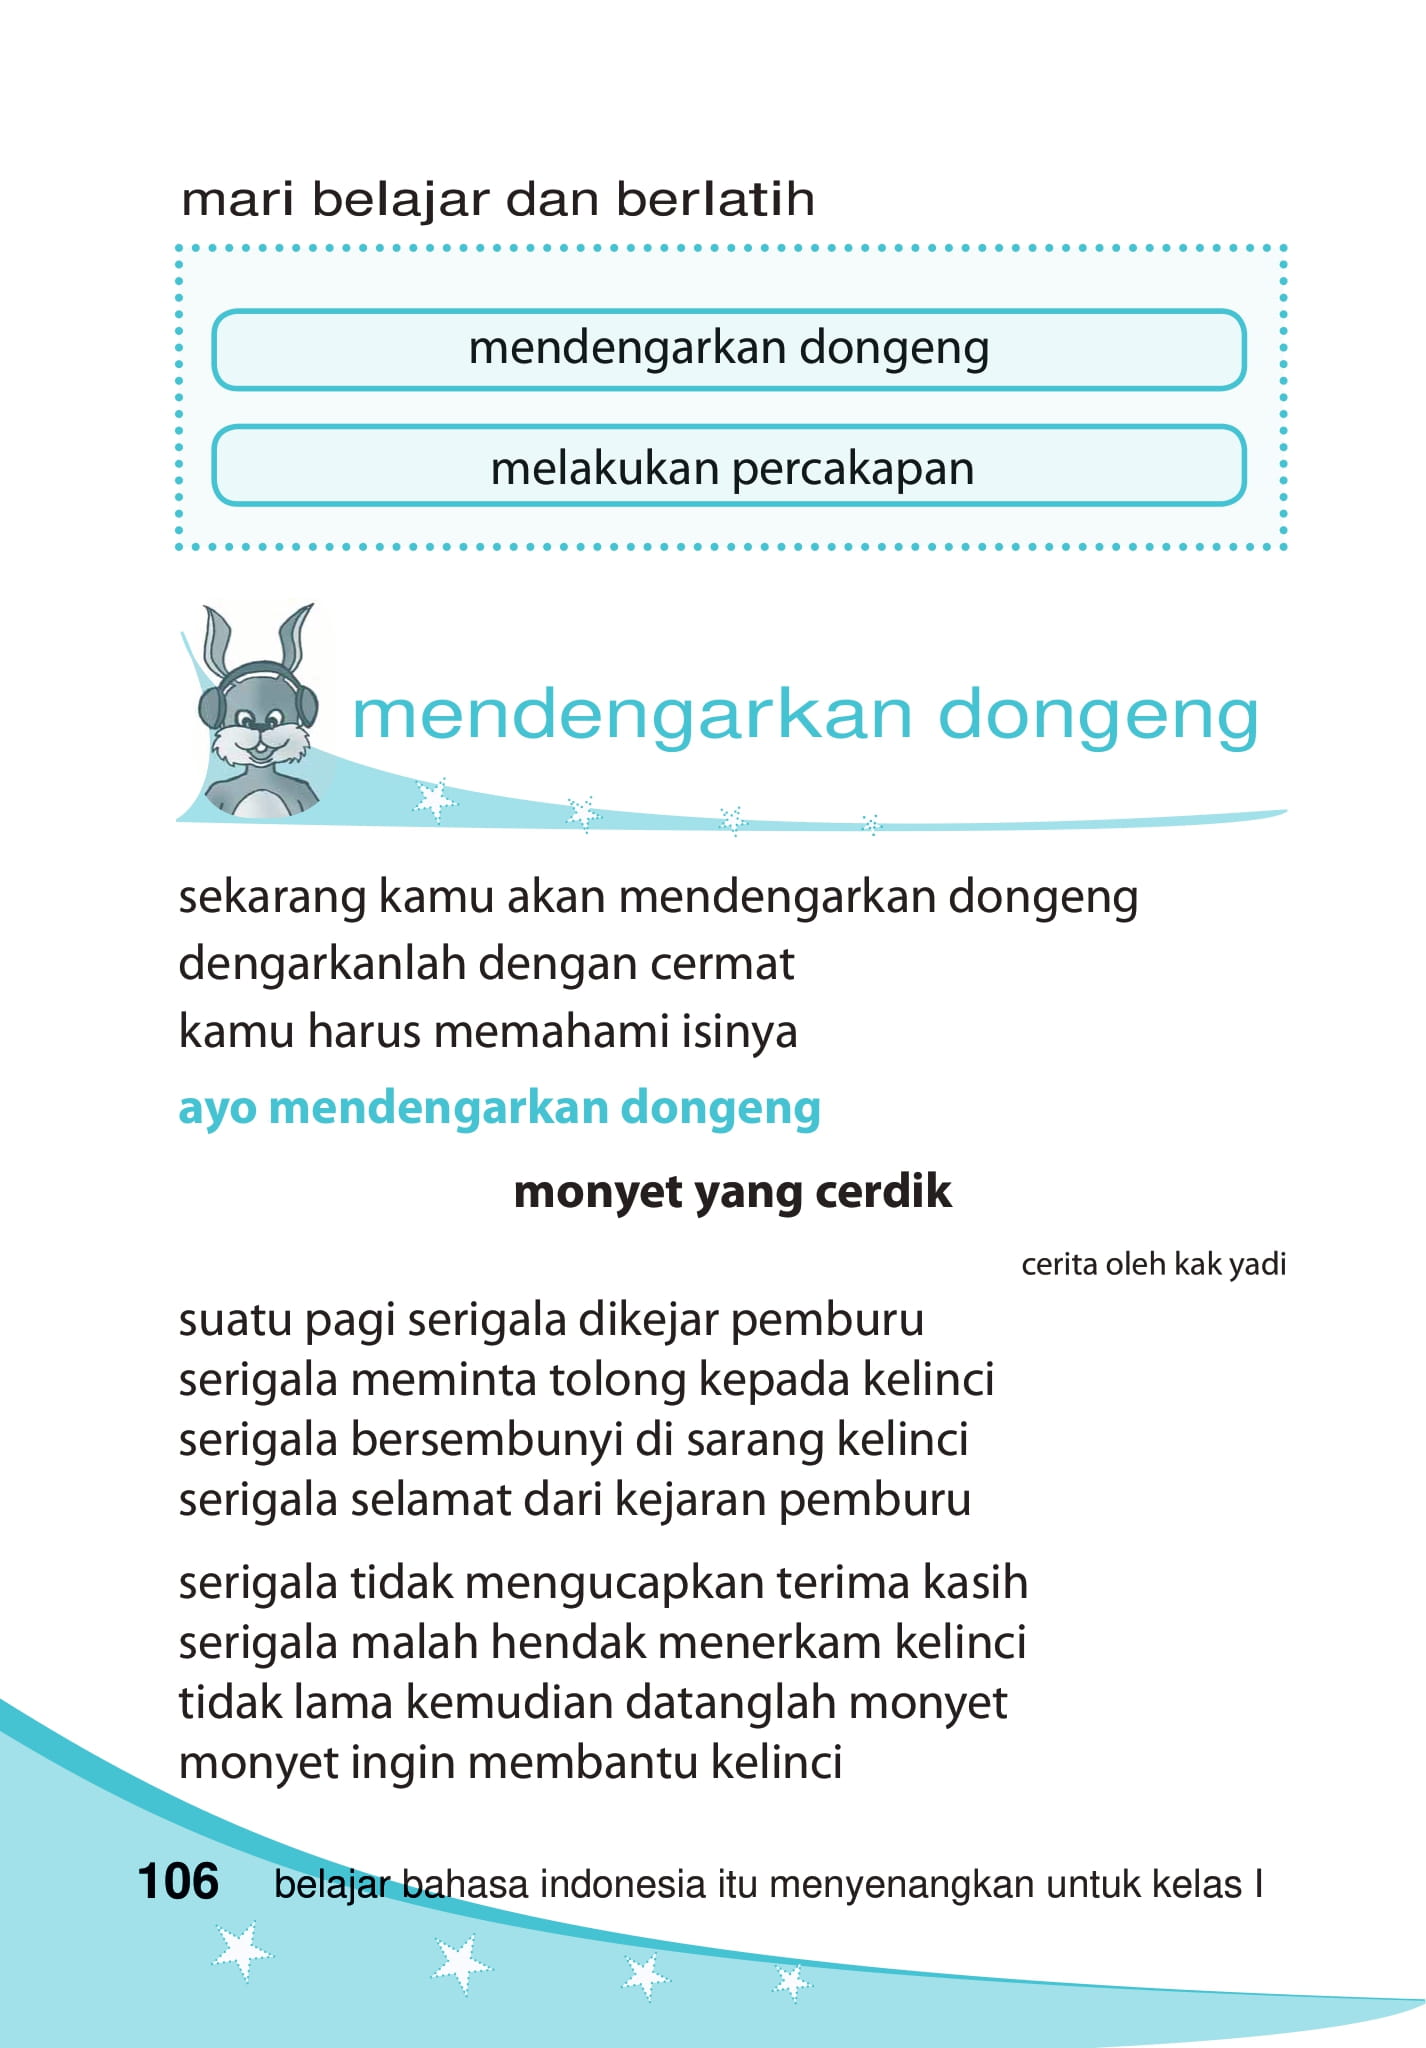 mari belajar dan berlatih
mendengarkan dongeng
melakukan percakapan
mendengarkan dongeng
sekarang kamu akan mendengarkan dongeng
dengarkanlah dengan cermat
kamu harus memahami isinya
ayo mendengarkan dongeng
monyet yang cerdik
cerita oleh kak yadi
suatu pagi serigala dikejar pemburu
serigala meminta tolong kepada kelinci
serigala bersembunyi di sarang kelinci
serigala selamat dari kejaran pemburu
serigala tidak mengucapkan terima kasih
serigala malah hendak menerkam kelinci
tidak lama kemudian datanglah monyet
monyet ingin membantu kelinci
106 belajar bahasa indonesia itu menyenangkan untuk kelas I